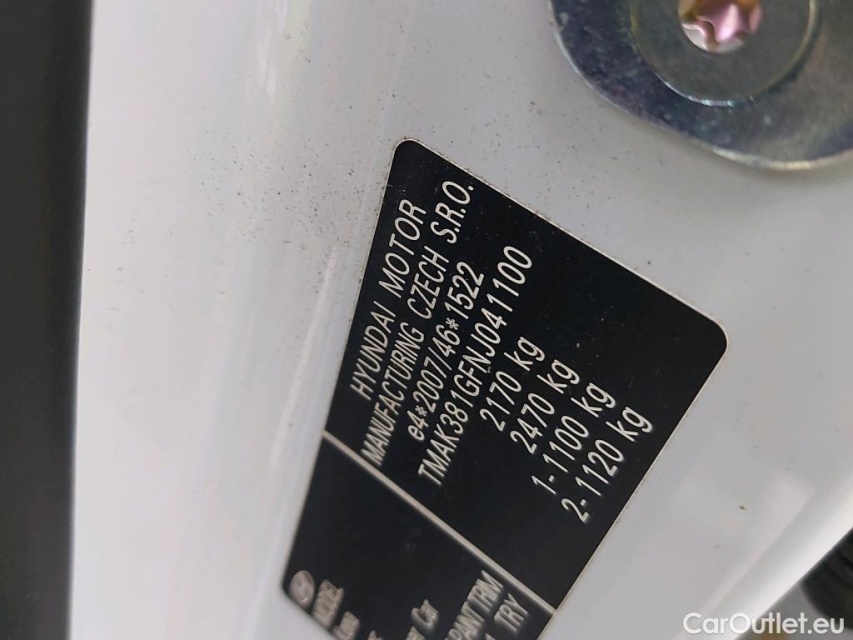 HYUNDAI MOTOR
MANUFACTURING CZECH S.R.O.
e4*2007/46*1522
TMAK381GFNJ041100
2170 kg
2470 kg
1- 1100 kg
2- 1120 kg
PAINT TRM
TRY
CarOutlet.eu